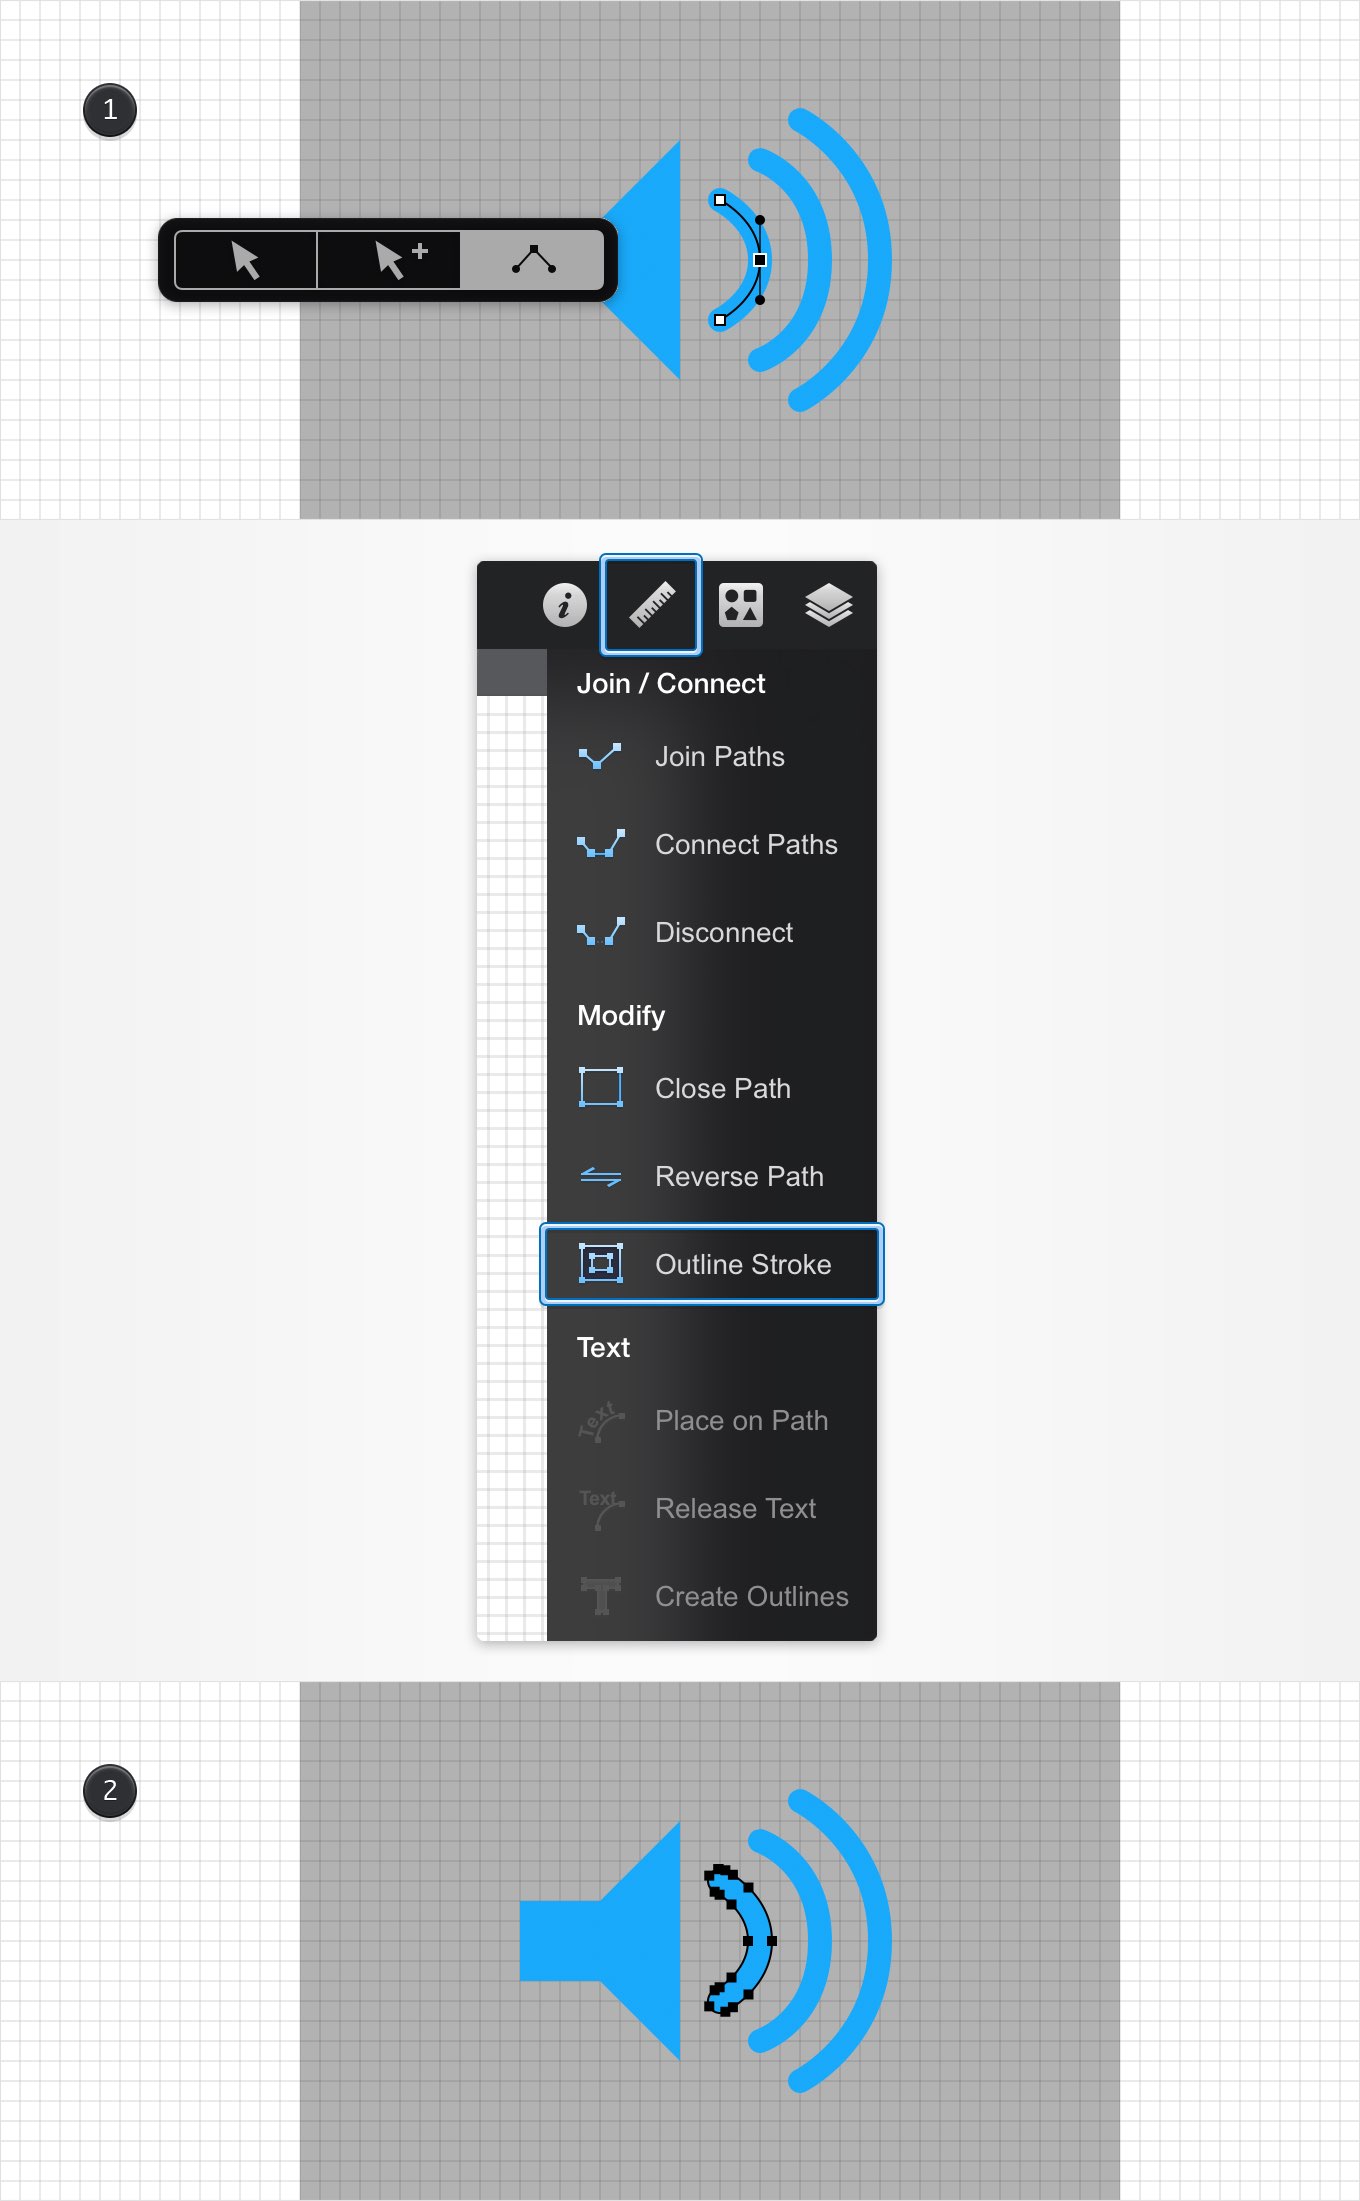 1
Join / Connect
Join Paths
Connect Paths
Disconnect
Modify
Close Path
Reverse Path
Outline Stroke
Text
Text
Place on Path
Text
Release Text
Create Outlines
2